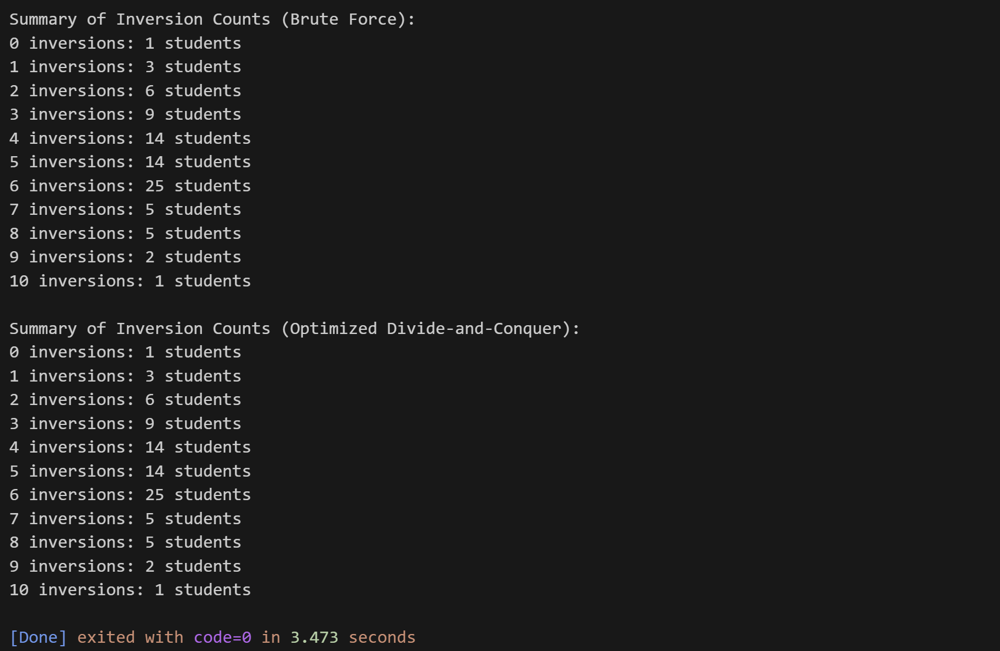 Summary of Inversion Counts (Brute Force):
0 inversions: 1 students
1 inversions: 3 students
2 inversions: 6 students
3 inversions: 9 students
4 inversions: 14 students
5 inversions: 14 students
6 inversions: 25 students
7 inversions: 5 students
8 inversions: 5 students
9 inversions: 2 students
10 inversions: 1 students
Summary of Inversion Counts (Optimized Divide-and-Conquer):
0 inversions: 1 students
1 inversions: 3 students
2 inversions: 6 students
3 inversions: 9 students
4 inversions: 14 students
5 inversions: 14 students
6 inversions: 25 students
7 inversions: 5 students
8 inversions: 5 students
9 inversions: 2 students
10 inversions: 1 students
[Done] exited with code=0 in 3.473 seconds